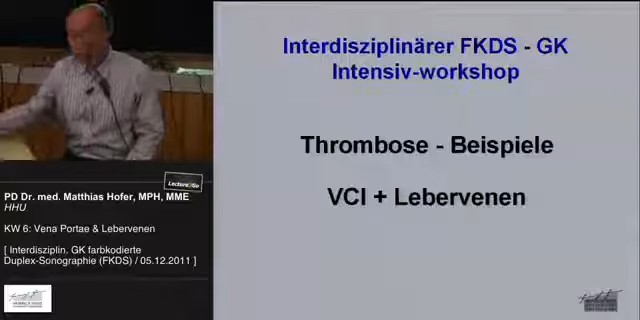 Interdisziplinärer FKDS - GK
Intensiv-workshop
Thrombose - Beispiele
VCI + Lebervenen
Lecture2Go
PD Dr. med. Matthias Hofer, MPH, MME
HHU
KW 6: Vena Portae & Lebervenen
[ Interdisziplin. GK farbkodierte
Duplex-Sonographie (FKDS) / 05.12.2011 ]